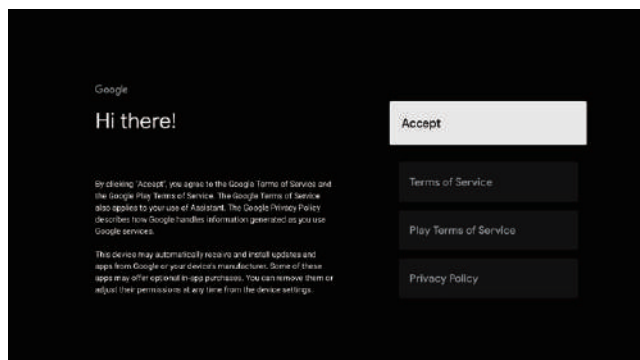 Google
Hi there!
By clicking "Accept", you agree to the Google Terms of Service and
the Google Play Terms of Service. The Google Terms of Service
also applies to your use of Assistant. The Google Privacy Policy
describes how Google handles information generated as you use
Google services.
This device may automatically receive and install updates and
apps from Google or your device's manufacturer. Some of these
apps may offer optional in-app purchases. You can remove them or
adjust their permissions at any time from the device settings.
Accept
Terms of Service
Play Terms of Service
Privacy Policy